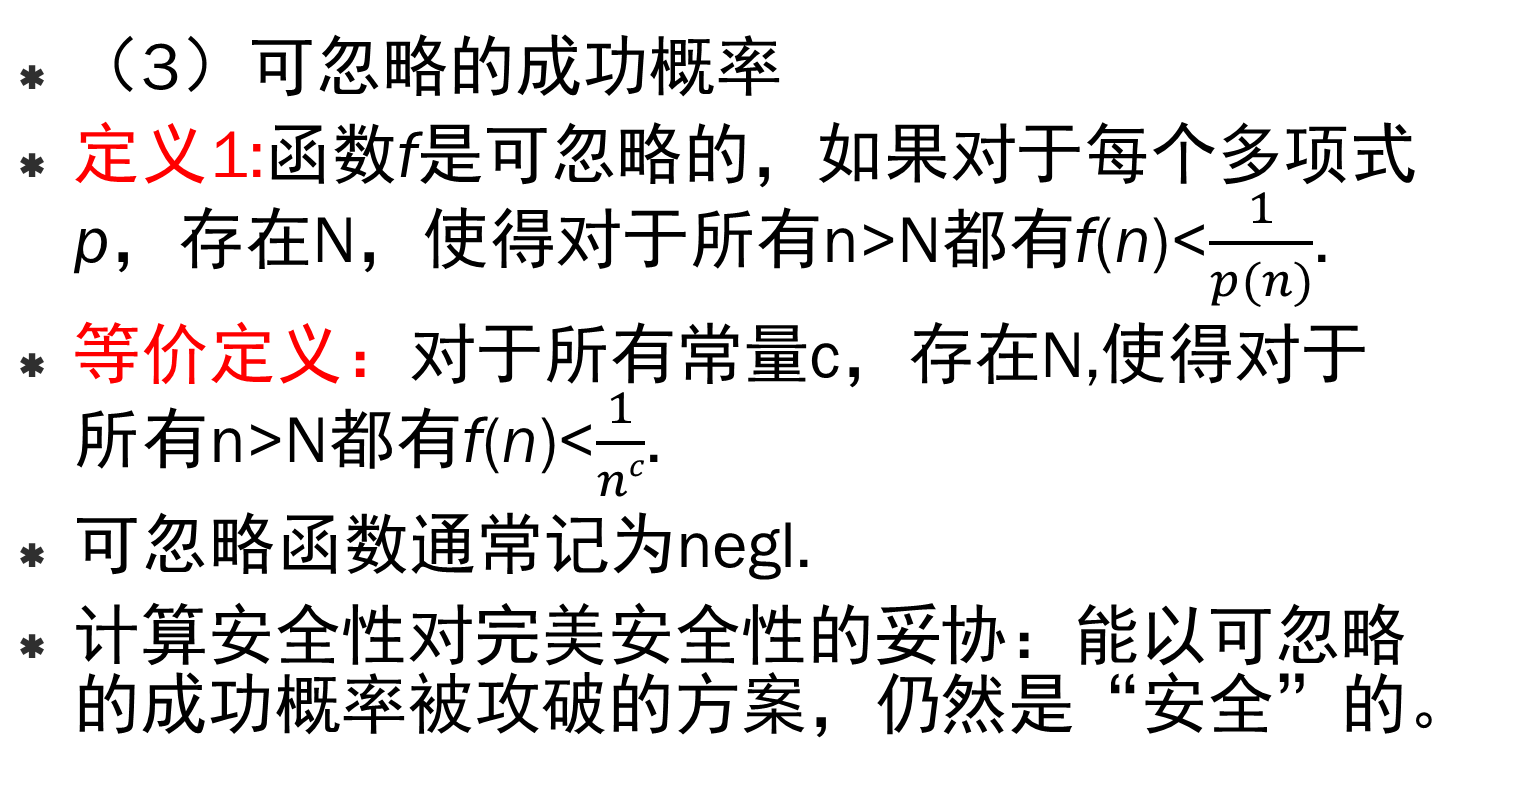 * （3）可忽略的成功概率
* 定义1:函数f是可忽略的，如果对于每个多项式
p，存在N，使得对于所有n>N都有f(n)<1/p(n).
* 等价定义：对于所有常量c，存在N,使得对于
所有n>N都有f(n)<1/n^c.
* 可忽略函数通常记为negl.
* 计算安全性对完美安全性的妥协：能以可忽略
的成功概率被攻破的方案，仍然是“安全”的。